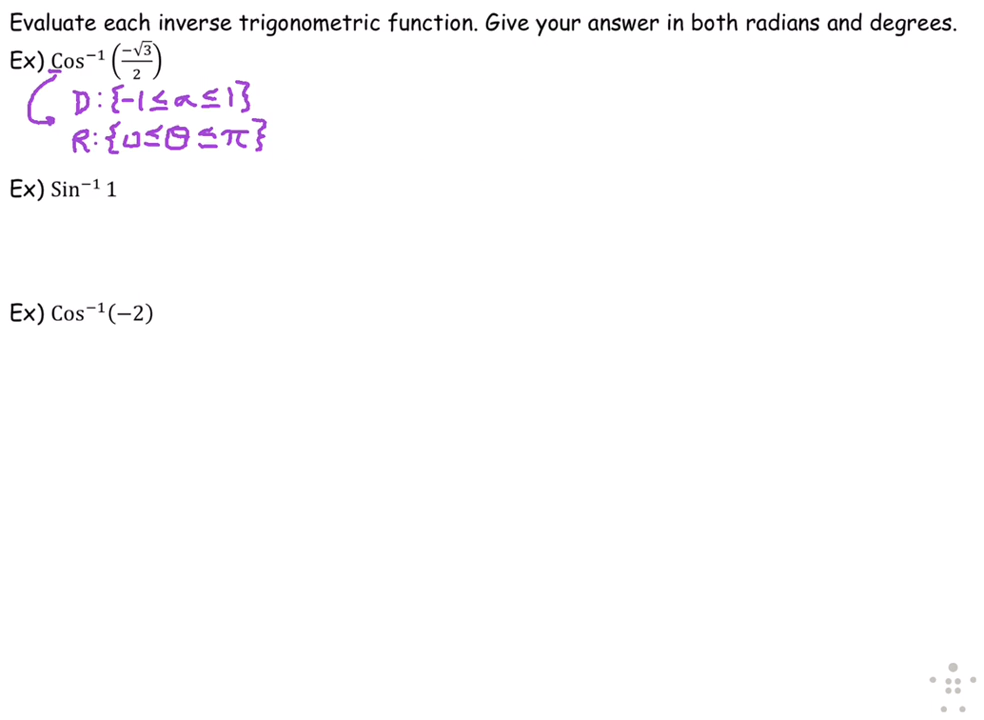 Evaluate each inverse trigonometric function. Give your answer in both radians and degrees.
Ex) Cos⁻¹ (−√3/2)
D: {-1 ≤ a ≤ 1}
R: {0 ≤ θ ≤ π}
Ex) Sin⁻¹ 1
Ex) Cos⁻¹(−2)